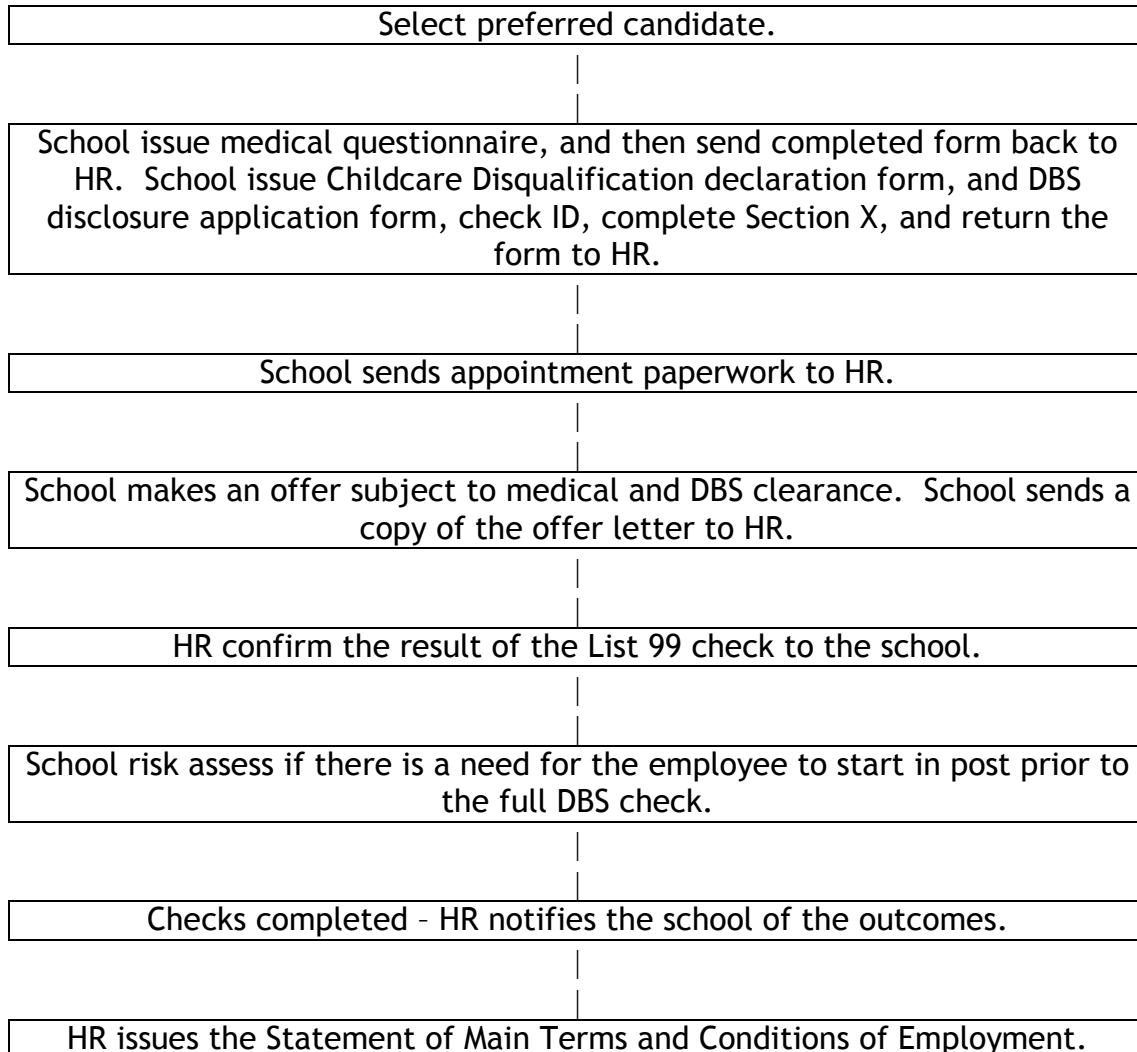 Select preferred candidate.
School issue medical questionnaire, and then send completed form back to
HR.  School issue Childcare Disqualification declaration form, and DBS
disclosure application form, check ID, complete Section X, and return the
form to HR.
School sends appointment paperwork to HR.
School makes an offer subject to medical and DBS clearance.  School sends a
copy of the offer letter to HR.
HR confirm the result of the List 99 check to the school.
School risk assess if there is a need for the employee to start in post prior to
the full DBS check.
Checks completed – HR notifies the school of the outcomes.
HR issues the Statement of Main Terms and Conditions of Employment.